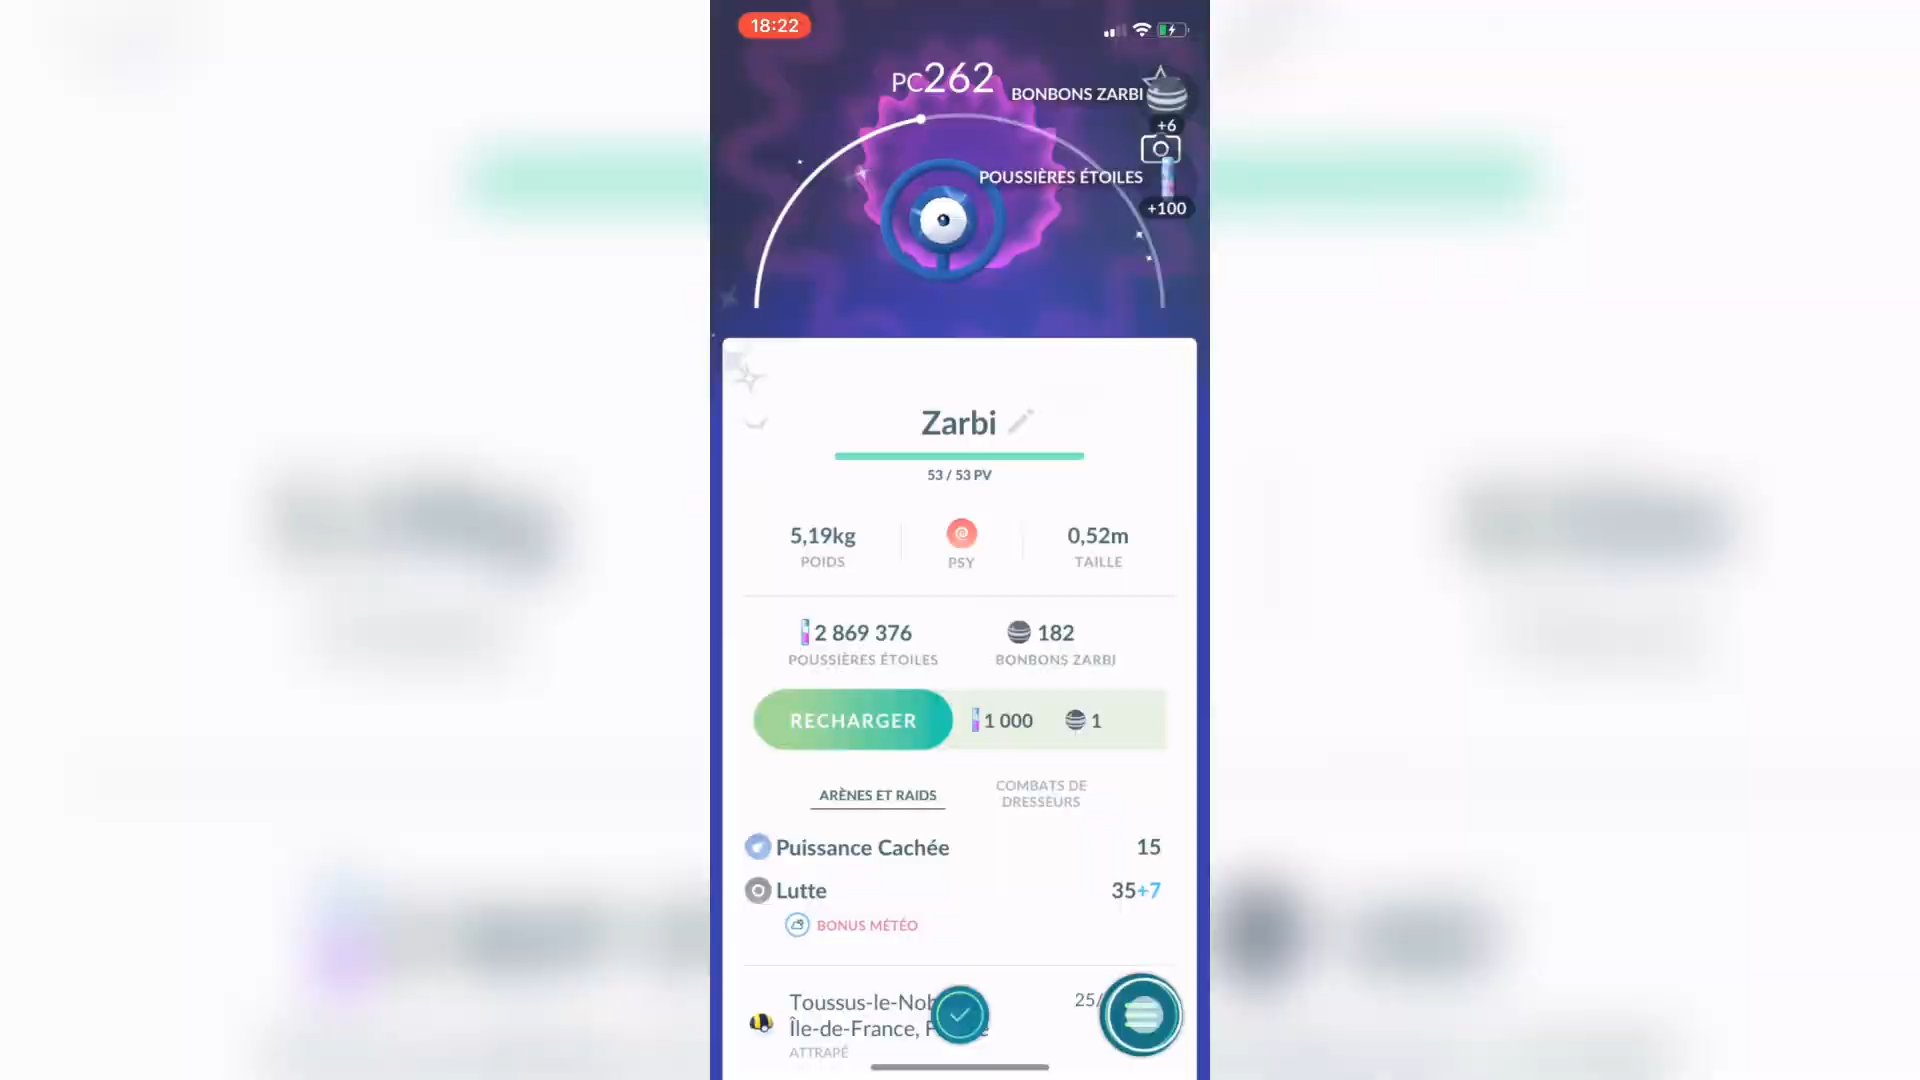 18:22
PC262
BONBONS ZARBI
+6
POUSSIÈRES ÉTOILES
+100
Zarbi
53 / 53 PV
5,19kg
POIDS
PSY
0,52m
TAILLE
2 869 376
POUSSIÈRES ÉTOILES
182
BONBONS ZARBI
RECHARGER
1 000
1
ARÈNES ET RAIDS
COMBATS DE
DRESSEURS
Puissance Cachée
15
Lutte
35+7
BONUS MÉTÉO
Toussus-le-Nob
25/
Île-de-France, F
ATTRAPÉ